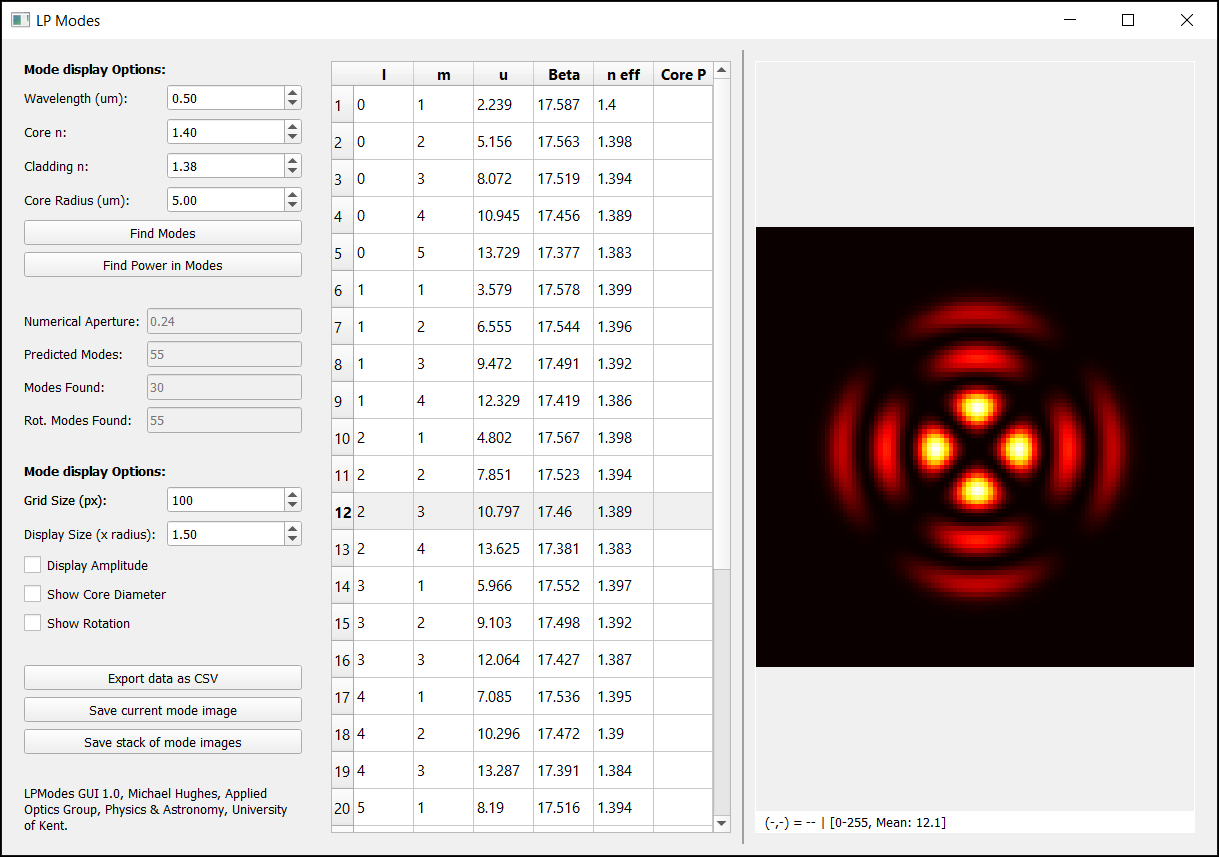 LP Modes
Mode display Options:
Wavelength (um): 0.50
Core n: 1.40
Cladding n: 1.38
Core Radius (um): 5.00
Find Modes
Find Power in Modes
Numerical Aperture: 0.24
Predicted Modes: 55
Modes Found: 30
Rot. Modes Found: 55
Mode display Options:
Grid Size (px): 100
Display Size (x radius): 1.50
Display Amplitude
Show Core Diameter
Show Rotation
Export data as CSV
Save current mode image
Save stack of mode images
LPModes GUI 1.0, Michael Hughes, Applied
Optics Group, Physics & Astronomy, University
of Kent.
l m u Beta n eff Core P
1 0 1 2.239 17.587 1.4
2 0 2 5.156 17.563 1.398
3 0 3 8.072 17.519 1.394
4 0 4 10.945 17.456 1.389
5 0 5 13.729 17.377 1.383
6 1 1 3.579 17.578 1.399
7 1 2 6.555 17.544 1.396
8 1 3 9.472 17.491 1.392
9 1 4 12.329 17.419 1.386
10 2 1 4.802 17.567 1.398
11 2 2 7.851 17.523 1.394
12 2 3 10.797 17.46 1.389
13 2 4 13.625 17.381 1.383
14 3 1 5.966 17.552 1.397
15 3 2 9.103 17.498 1.392
16 3 3 12.064 17.427 1.387
17 4 1 7.085 17.536 1.395
18 4 2 10.296 17.472 1.39
19 4 3 13.287 17.391 1.384
20 5 1 8.19 17.516 1.394
(-,-) = -- | [0-255, Mean: 12.1]